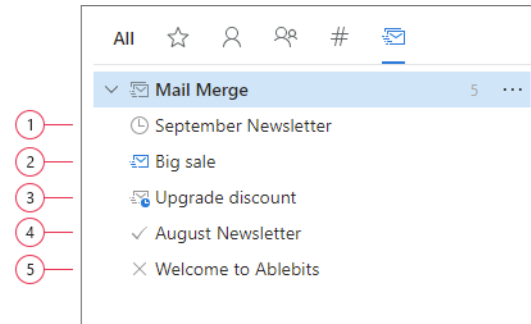 All #
Mail Merge 5 ...
1 September Newsletter
2 Big sale
3 Upgrade discount
4 August Newsletter
5 Welcome to Ablebits